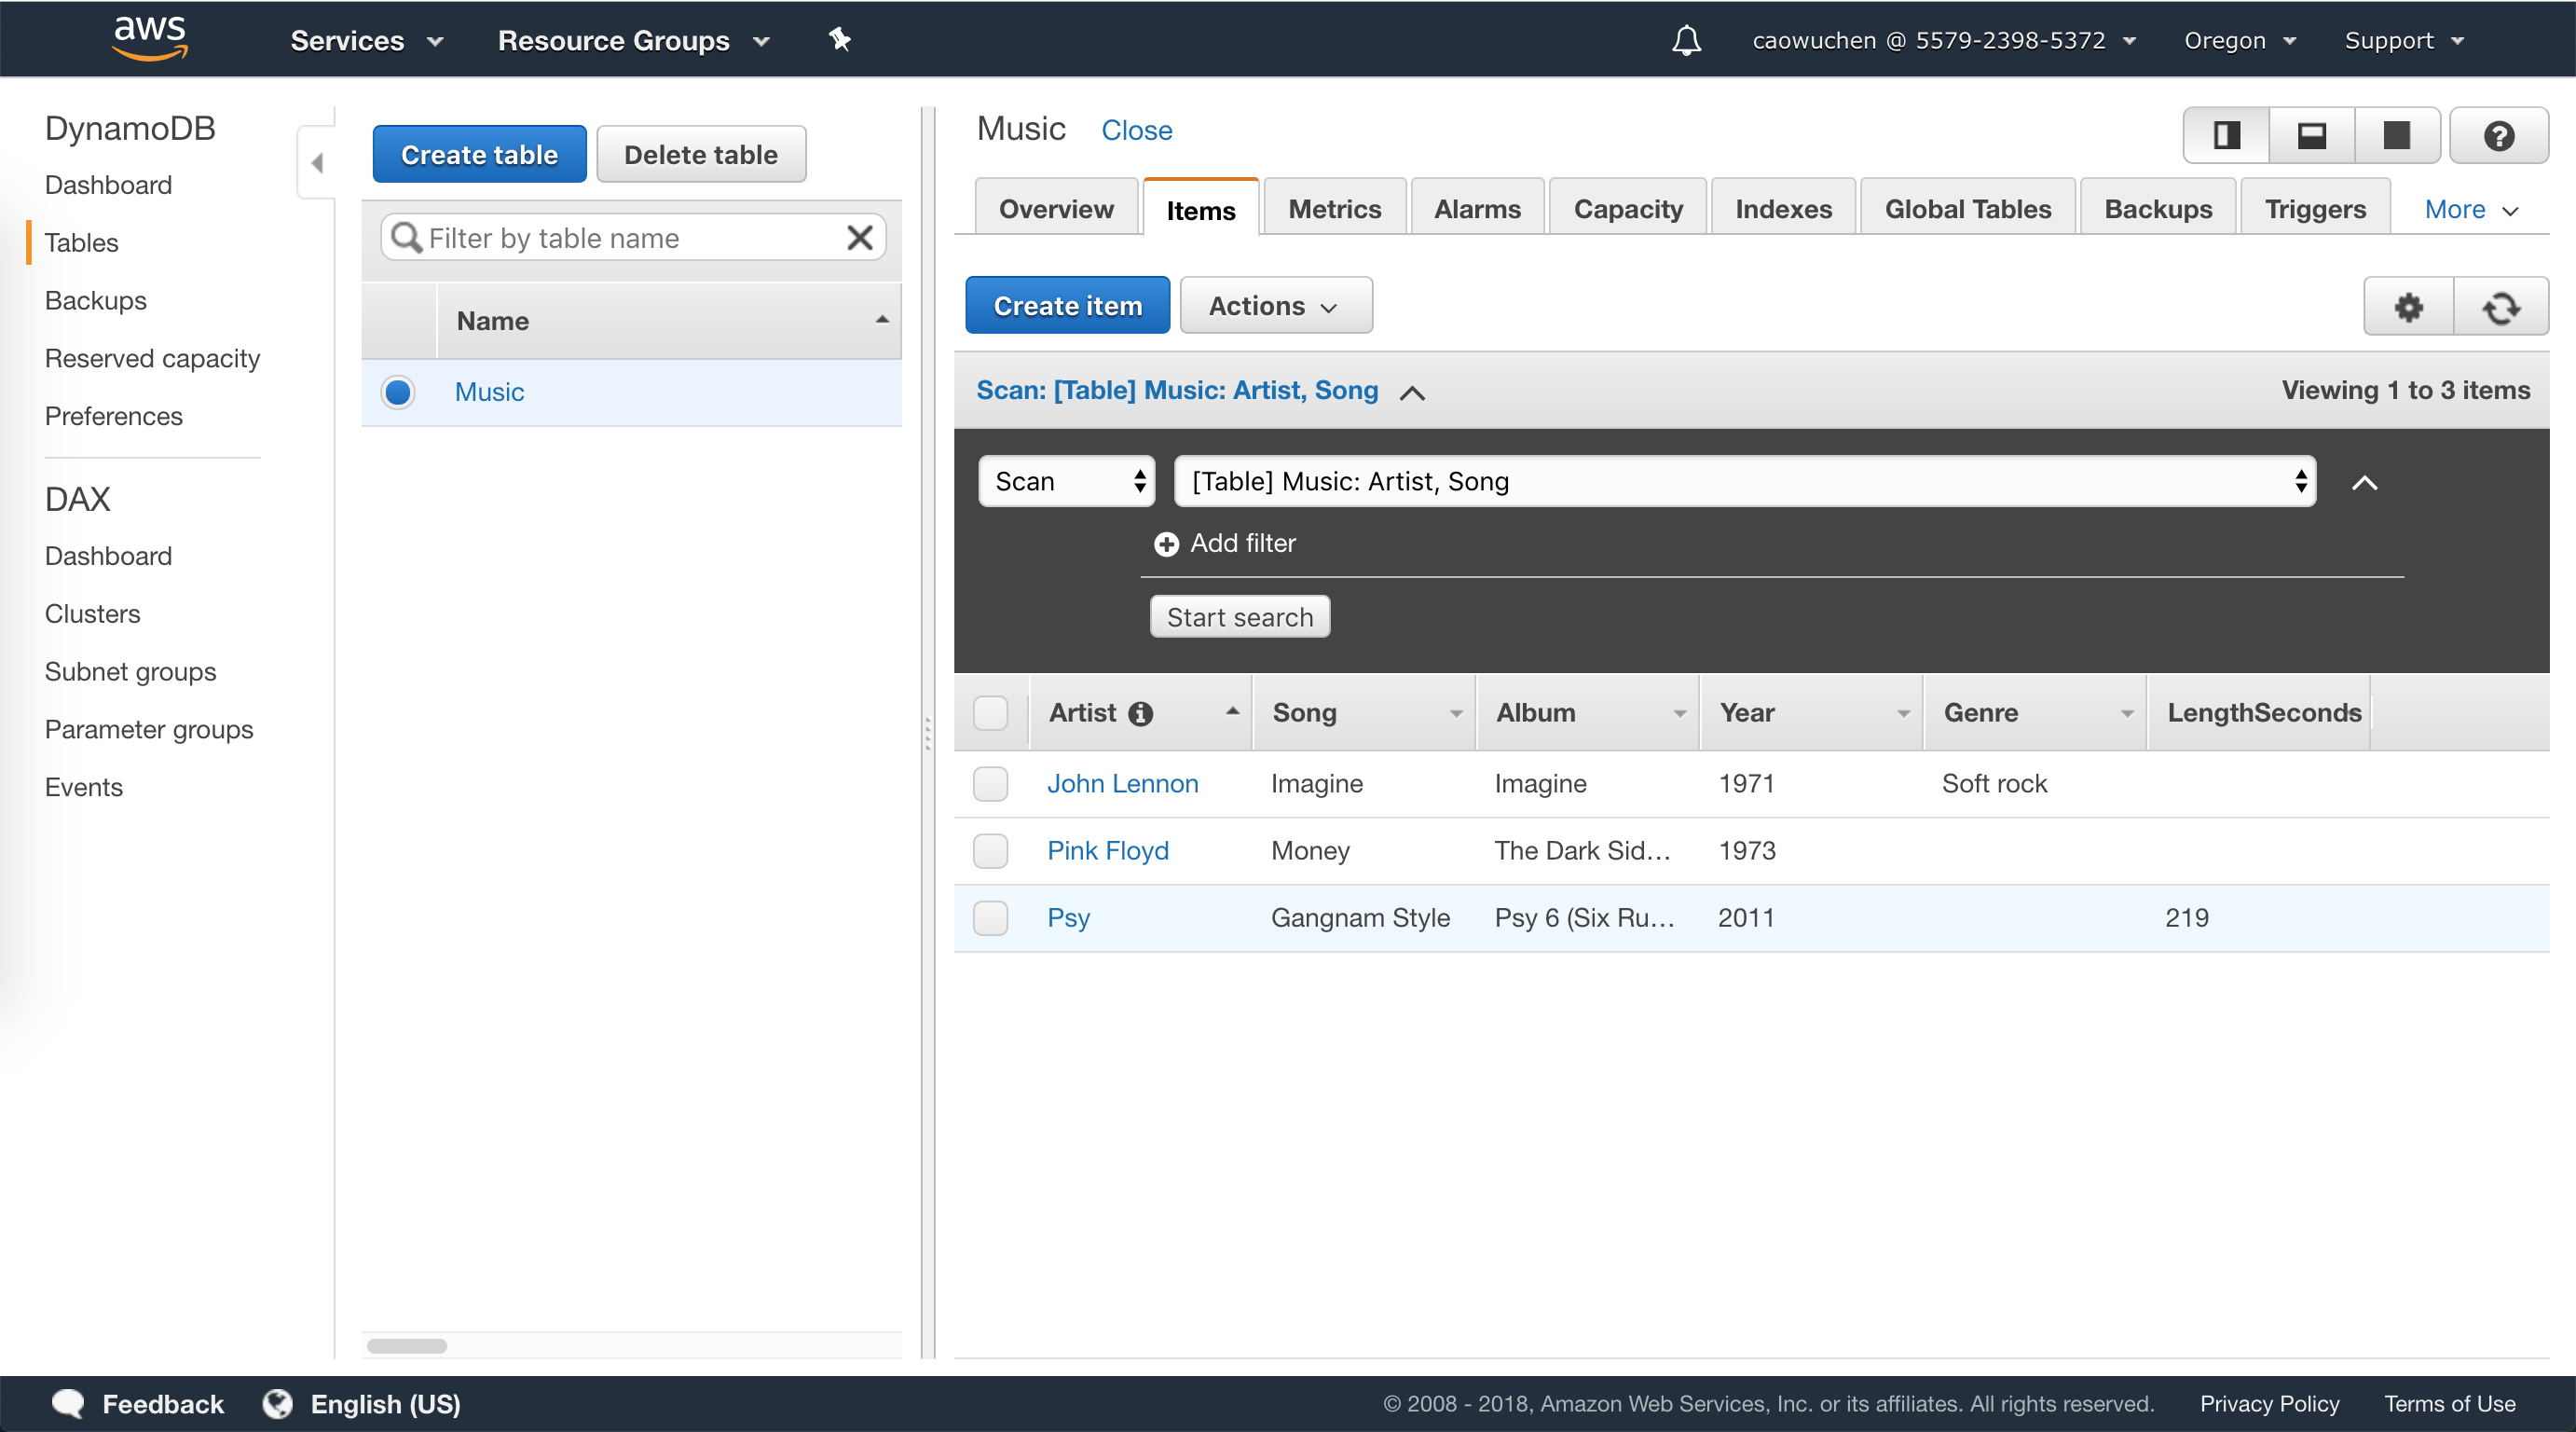 aws Services Resource Groups caowuchen @ 5579-2398-5372 Oregon Support
DynamoDB
Dashboard
Tables
Backups
Reserved capacity
Preferences
DAX
Dashboard
Clusters
Subnet groups
Parameter groups
Events
Create table Delete table
Filter by table name
Name
Music
Music Close
Overview Items Metrics Alarms Capacity Indexes Global Tables Backups Triggers More
Create item Actions
Scan: [Table] Music: Artist, Song Viewing 1 to 3 items
Scan [Table] Music: Artist, Song
Add filter
Start search
Artist Song Album Year Genre LengthSeconds
John Lennon Imagine Imagine 1971 Soft rock
Pink Floyd Money The Dark Sid... 1973
Psy Gangnam Style Psy 6 (Six Ru... 2011 219
Feedback English (US) © 2008 - 2018, Amazon Web Services, Inc. or its affiliates. All rights reserved. Privacy Policy Terms of Use